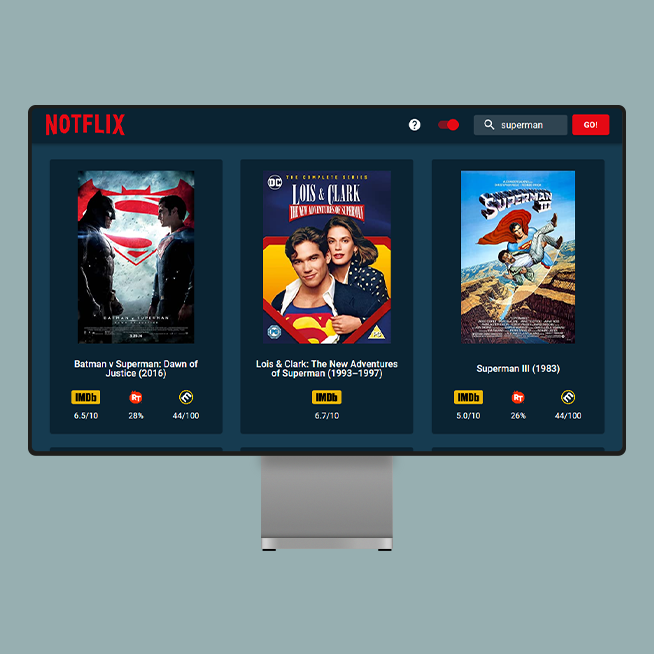 NOTFLIX
?
superman
GO!
DC
THE COMPLETE SERIES
LOIS & CLARK
THE NEW ADVENTURES OF SUPERMAN
SUPERMAN III
BATMAN V SUPERMAN
DAWN OF JUSTICE
PG
Batman v Superman: Dawn of
Justice (2016)
Lois & Clark: The New Adventures
of Superman (1993–1997)
Superman III (1983)
IMDb
RT
IMDb
IMDb
RT
6.5/10
28%
44/100
6.7/10
5.0/10
26%
44/100